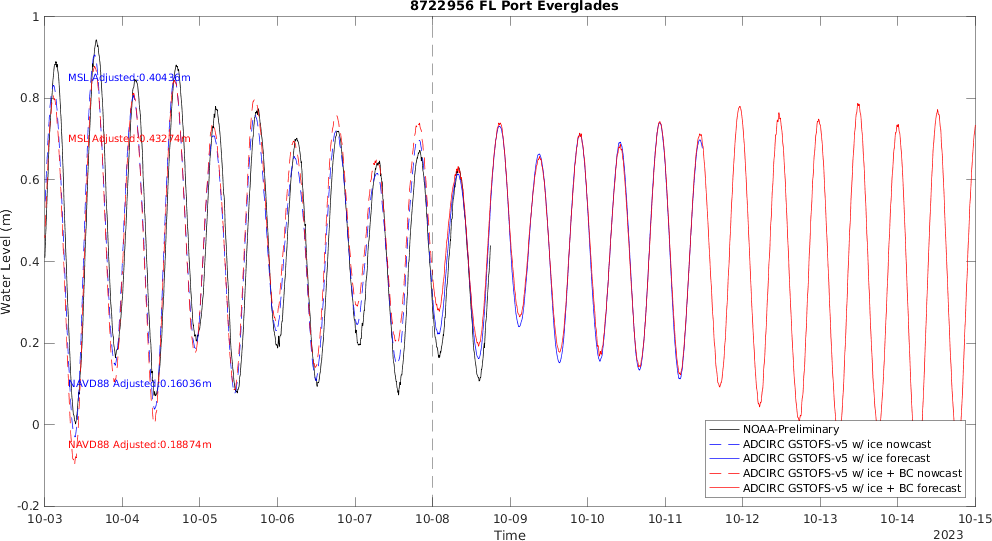 8722956 FL Port Everglades
1
0.8
0.6
0.4
0.2
0
-0.2
Water Level (m)
MSL Adjusted:0.40436m
MSL Adjusted:0.43274m
NAVD88 Adjusted:0.16036m
NAVD88 Adjusted:0.18874m
NOAA-Preliminary
ADCIRC GSTOFS-v5 w/ ice nowcast
ADCIRC GSTOFS-v5 w/ ice forecast
ADCIRC GSTOFS-v5 w/ ice + BC nowcast
ADCIRC GSTOFS-v5 w/ ice + BC forecast
10-03 10-04 10-05 10-06 10-07 10-08 10-09 10-10 10-11 10-12 10-13 10-14 10-15
Time
2023